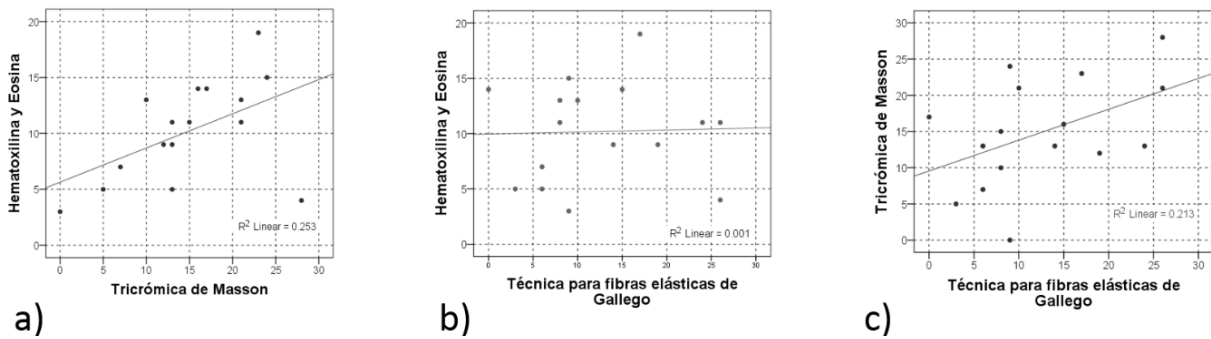 Hematoxilina y Eosina
20
15
10
5
0
R² Linear = 0.253
0 5 10 15 20 25 30
Tricrómica de Masson
a)
Hematoxilina y Eosina
20
15
10
5
0
R² Linear = 0.001
0 5 10 15 20 25 30
Técnica para fibras elásticas de
Gallego
b)
Tricrómica de Masson
30
25
20
15
10
5
0
R² Linear = 0.213
0 5 10 15 20 25 30
Técnica para fibras elásticas de
Gallego
c)